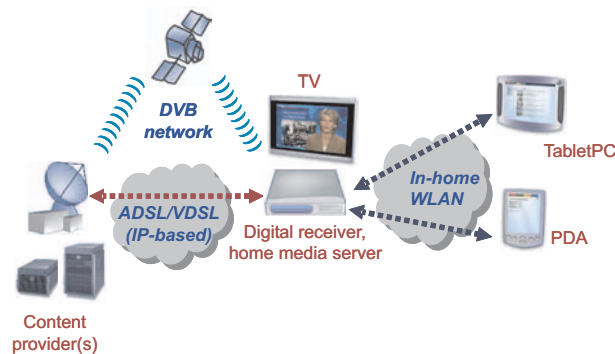 TV
DVB
network
TabletPC
In-home
WLAN
ADSL/VDSL
(IP-based)
Digital receiver,
home media server
PDA
Content
provider(s)